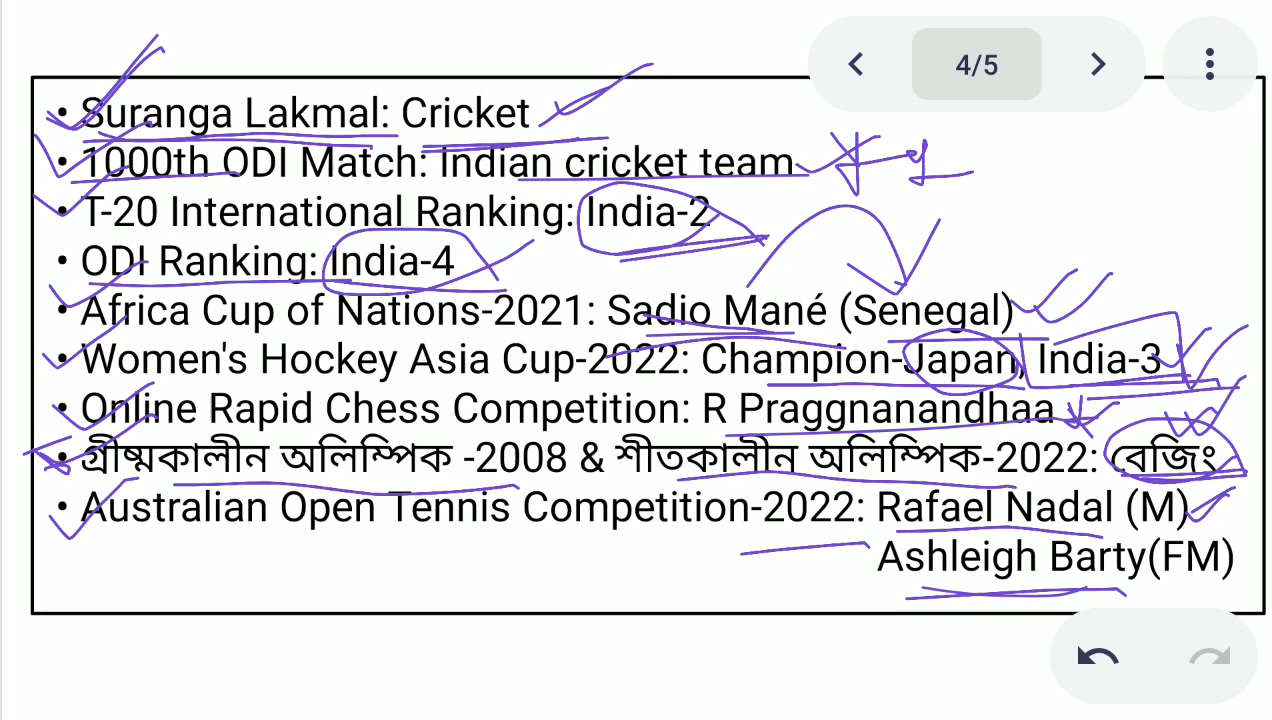 4/5
• Suranga Lakmal: Cricket
• 1000th ODI Match: Indian cricket team
• T-20 International Ranking: India-2
• ODI Ranking: India-4
• Africa Cup of Nations-2021: Sadio Mané (Senegal)
• Women's Hockey Asia Cup-2022: Champion-Japan, India-3
• Online Rapid Chess Competition: R Praggnanandhaa
• গ্রীষ্মকালীন অলিম্পিক -2008 & শীতকালীন অলিম্পিক-2022: বেজিং
• Australian Open Tennis Competition-2022: Rafael Nadal (M)
Ashleigh Barty(FM)